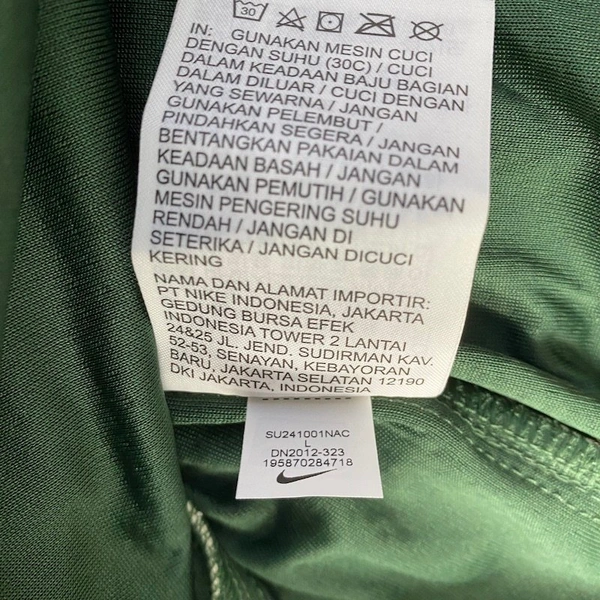 30
IN: GUNAKAN MESIN CUCI
DENGAN SUHU (30C) / CUCI
DALAM KEADAAN BAJU BAGIAN
DALAM DILUAR / CUCI DENGAN
YANG SEWARNA / JANGAN
GUNAKAN PELEMBUT /
PINDAHKAN SEGERA / JANGAN
BENTANGKAN PAKAIAN DALAM
KEADAAN BASAH / JANGAN
GUNAKAN PEMUTIH / GUNAKAN
MESIN PENGERING SUHU
RENDAH / JANGAN DI
SETERIKA / JANGAN DICUCI
KERING
NAMA DAN ALAMAT IMPORTIR:
PT NIKE INDONESIA, JAKARTA
GEDUNG BURSA EFEK
INDONESIA TOWER 2 LANTAI
24&25 JL. JEND. SUDIRMAN KAV.
52-53, SENAYAN, KEBAYORAN
BARU, JAKARTA SELATAN 12190
DKI JAKARTA, INDONESIA
SU241001NAC
L
DN2012-323
195870284718